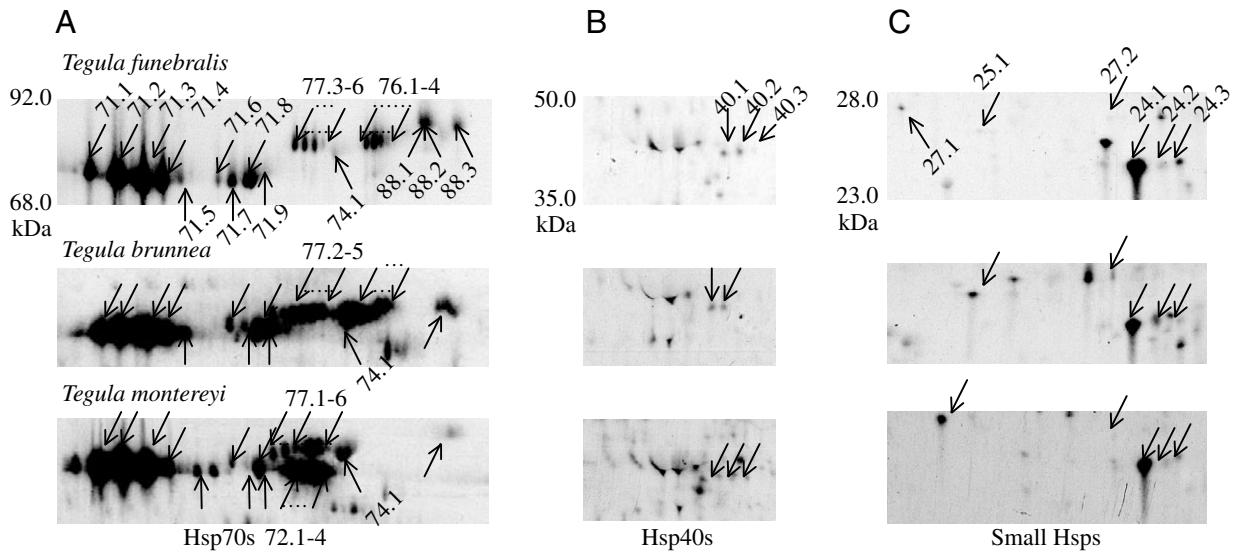 A
B
C
Tegula funebralis
92.0
68.0
kDa
71.1
71.2
71.3
71.4
71.6
71.8
77.3-6
76.1-4
71.5
71.7
71.9
74.1
88.1
88.2
88.3
50.0
35.0
kDa
40.1
40.2
40.3
28.0
23.0
kDa
25.1
27.2
24.1
24.2
24.3
27.1
Tegula brunnea
77.2-5
...
74.1
Tegula montereyi
77.1-6
74.1
Hsp70s 72.1-4
Hsp40s
Small Hsps